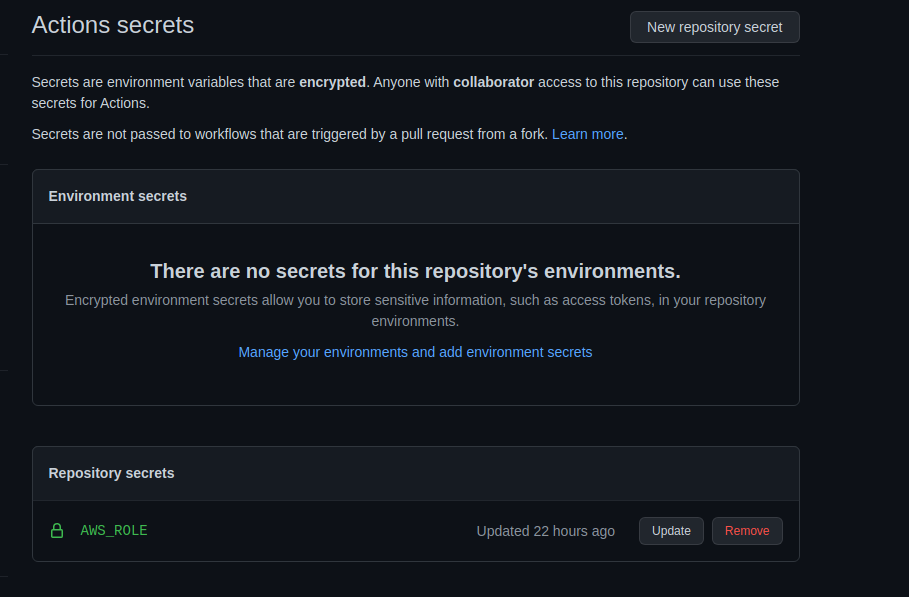 Actions secrets
New repository secret
Secrets are environment variables that are encrypted. Anyone with collaborator access to this repository can use these
secrets for Actions.
Secrets are not passed to workflows that are triggered by a pull request from a fork. Learn more.
Environment secrets
There are no secrets for this repository's environments.
Encrypted environment secrets allow you to store sensitive information, such as access tokens, in your repository
environments.
Manage your environments and add environment secrets
Repository secrets
AWS_ROLE Updated 22 hours ago Update Remove